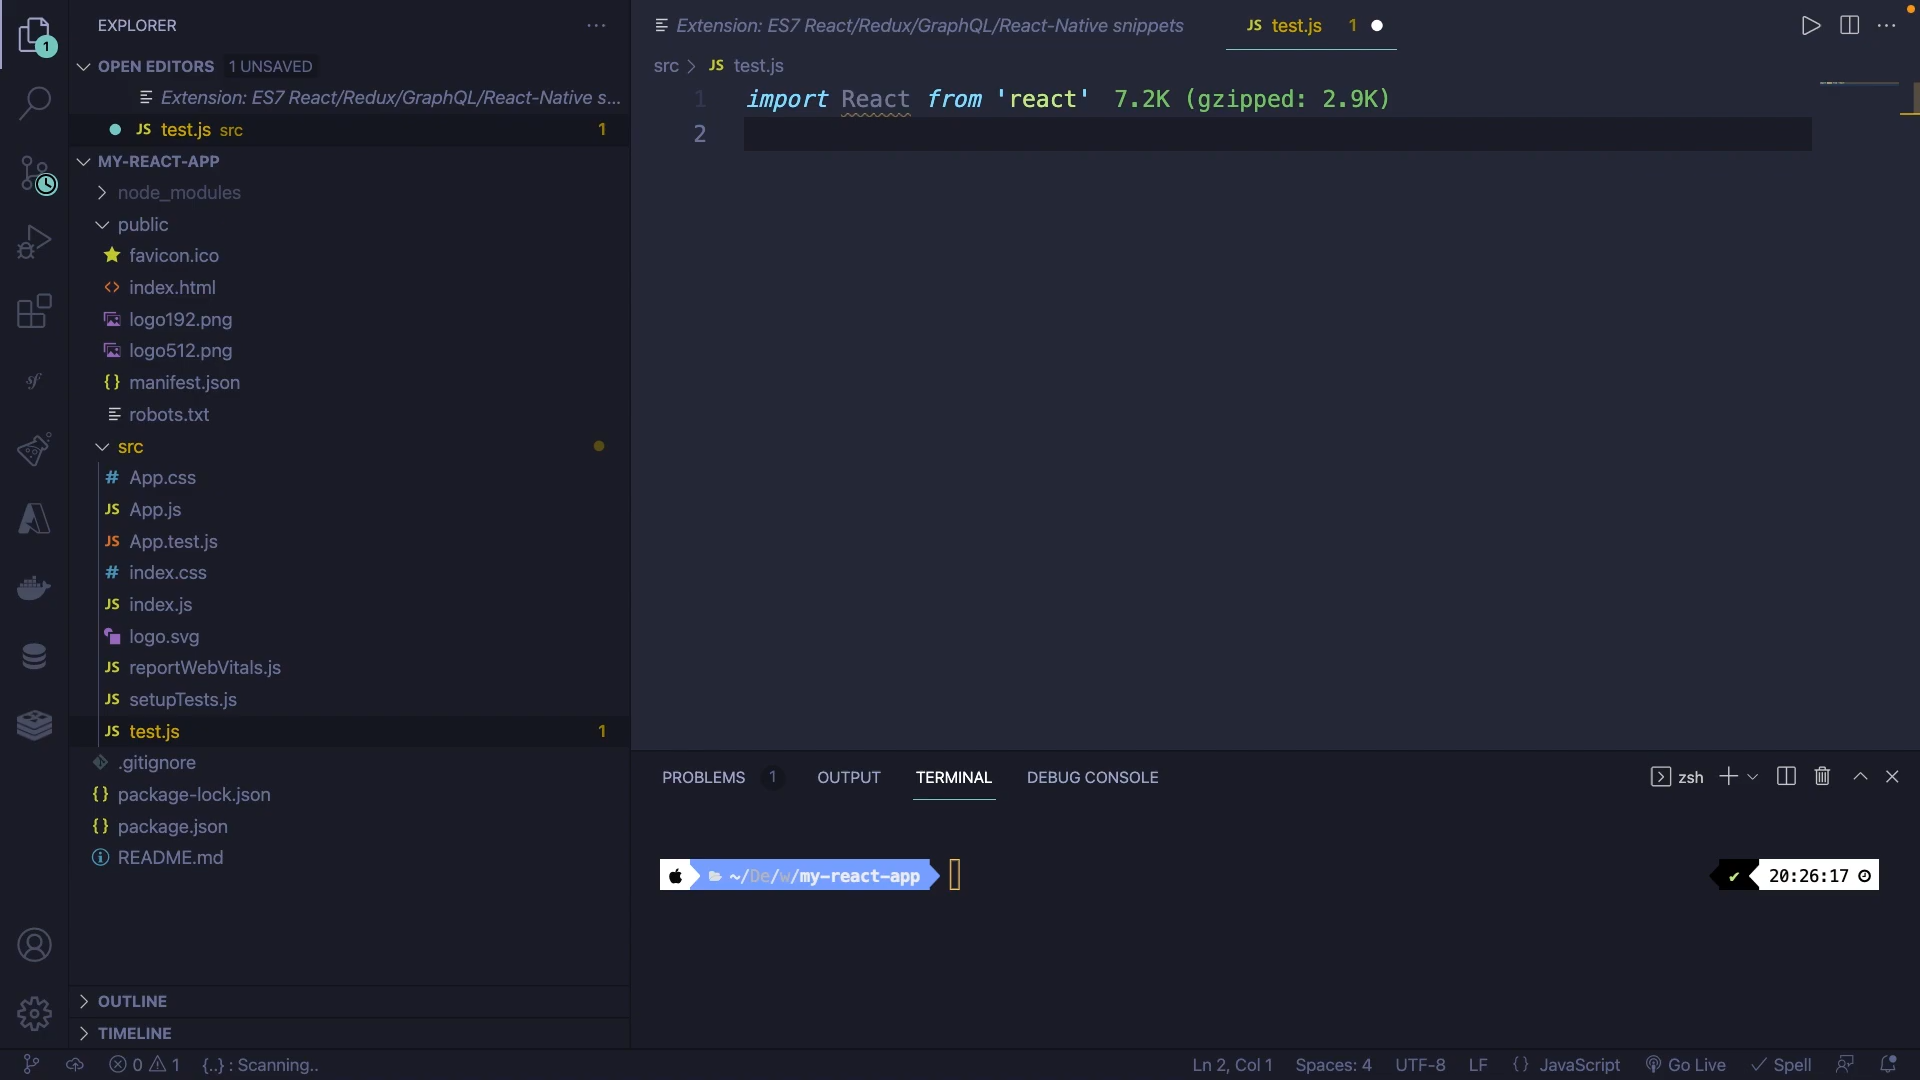 EXPLORER
OPEN EDITORS 1 UNSAVED
Extension: ES7 React/Redux/GraphQL/React-Native s...
JS test.js src 1
MY-REACT-APP
node_modules
public
favicon.ico
index.html
logo192.png
logo512.png
manifest.json
robots.txt
src
# App.css
JS App.js
JS App.test.js
# index.css
JS index.js
logo.svg
JS reportWebVitals.js
JS setupTests.js
JS test.js 1
.gitignore
{} package-lock.json
{} package.json
README.md
OUTLINE
TIMELINE
1
Extension: ES7 React/Redux/GraphQL/React-Native snippets
JS test.js 1
src > JS test.js
1 import React from 'react' 7.2K (gzipped: 2.9K)
2
PROBLEMS 1 OUTPUT TERMINAL DEBUG CONSOLE
zsh
~/De/w/my-react-app
20:26:17
0 1 {..} : Scanning..
Ln 2, Col 1 Spaces: 4 UTF-8 LF {} JavaScript Go Live Spell